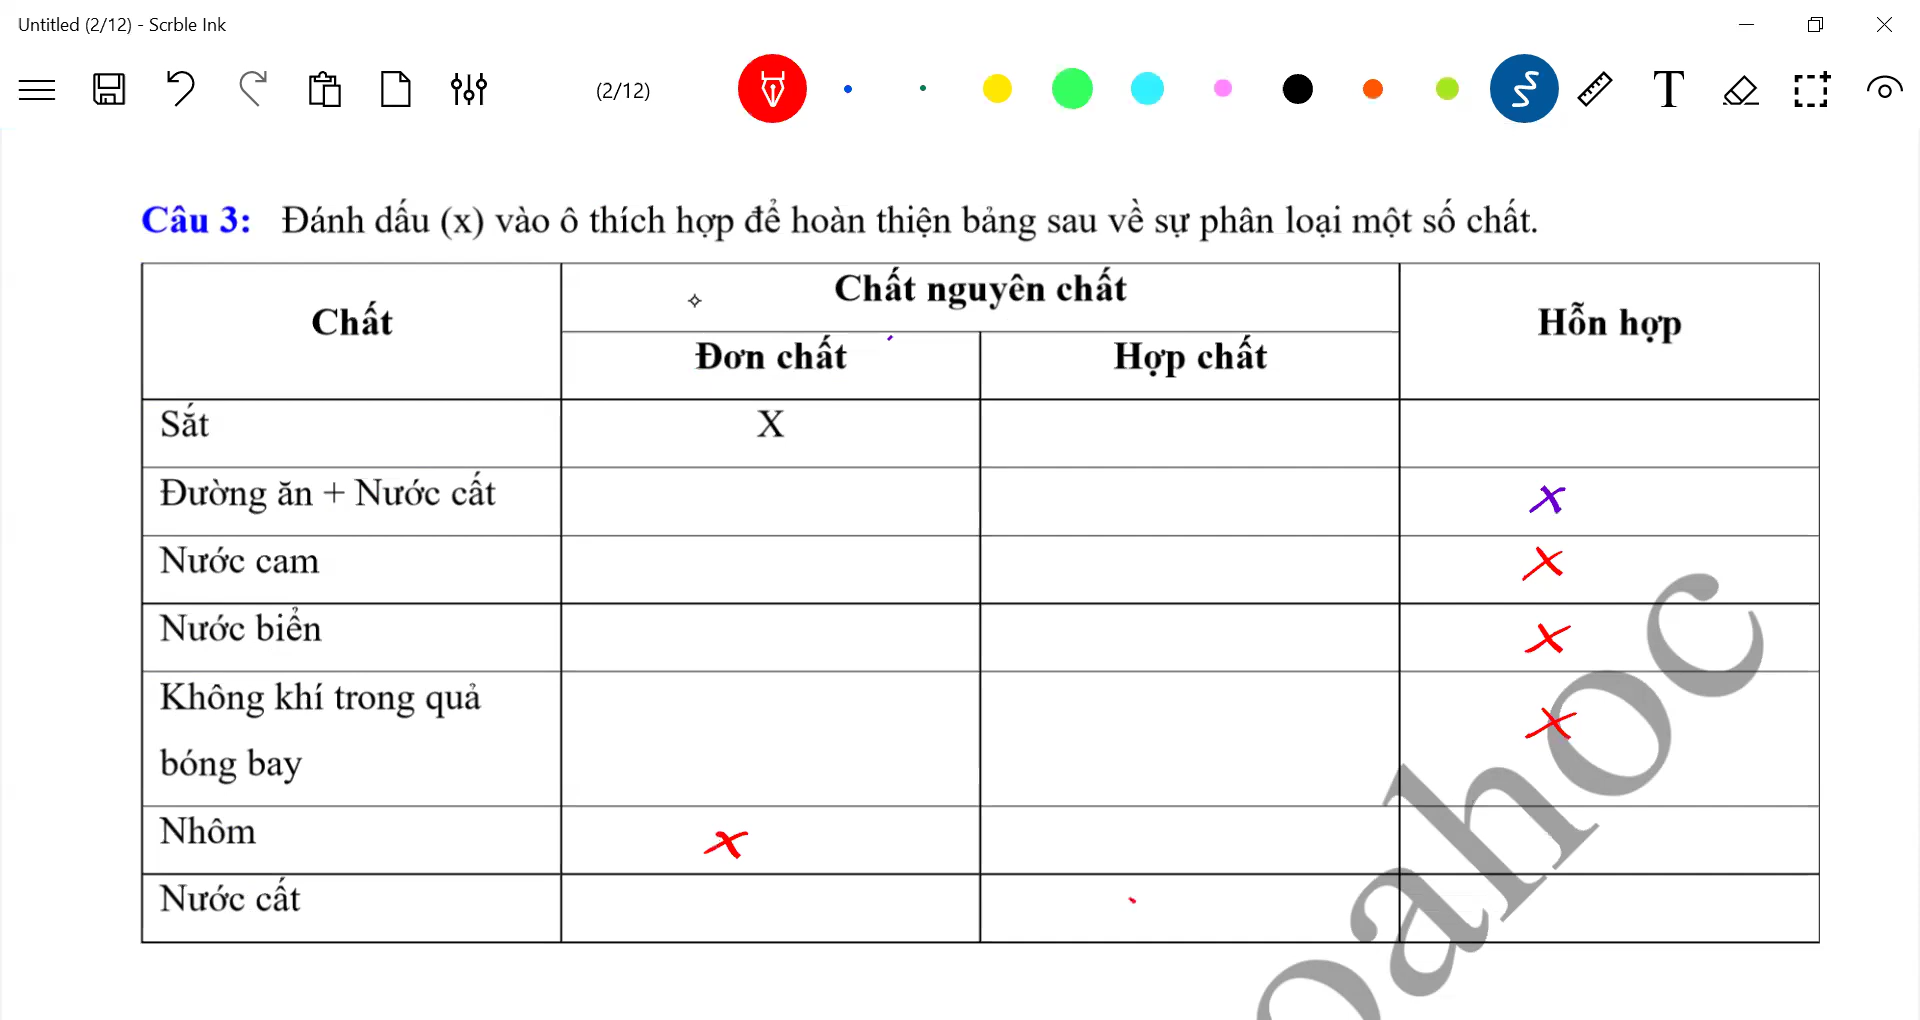 Untitled (2/12) - Scrble Ink
(2/12)
T
Câu 3: Đánh dấu (x) vào ô thích hợp để hoàn thiện bảng sau về sự phân loại một số chất.
Chất
Chất nguyên chất
Hỗn hợp
Đơn chất
Hợp chất
Sắt
X
Đường ăn + Nước cất
x
Nước cam
x
Nước biển
x
Không khí trong quả
bóng bay
x
Nhôm
x
Nước cất
oahoc